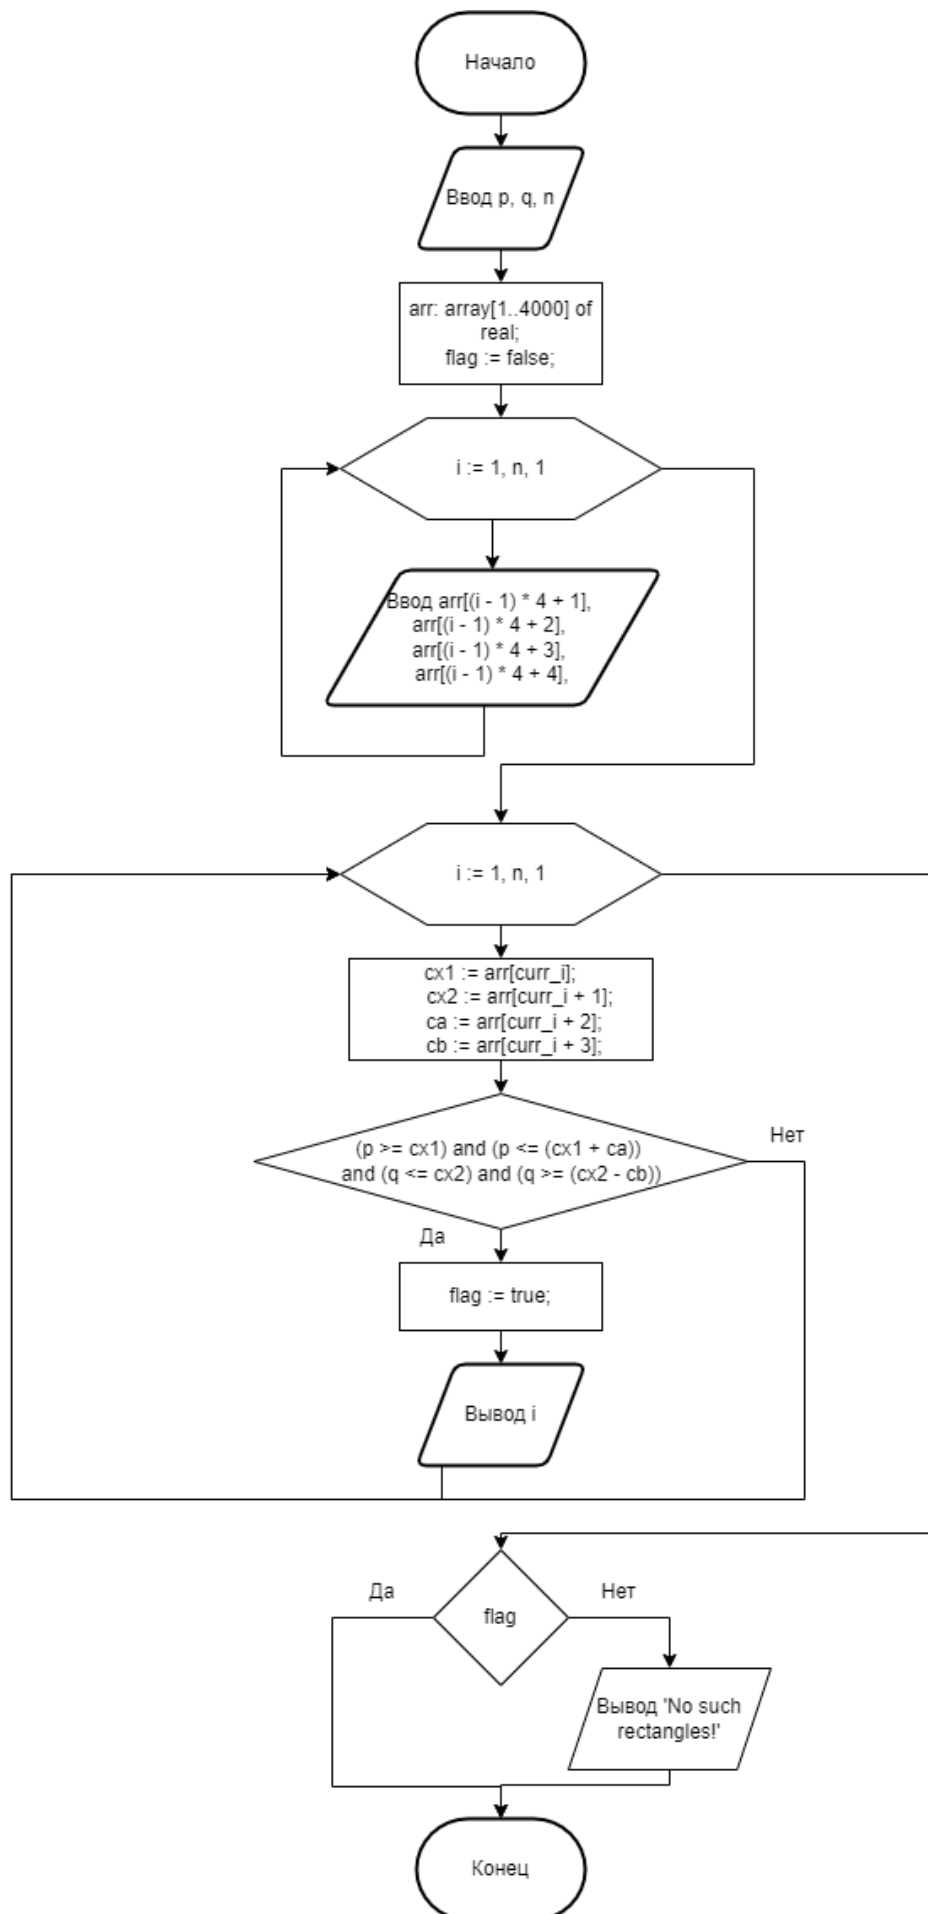 Начало
Ввод p, q, n
arr: array[1..4000] of
real;
flag := false;
i := 1, n, 1
Ввод arr[(i - 1) * 4 + 1],
arr[(i - 1) * 4 + 2],
arr[(i - 1) * 4 + 3],
arr[(i - 1) * 4 + 4],
i := 1, n, 1
cx1 := arr[curr_i];
cx2 := arr[curr_i + 1];
ca := arr[curr_i + 2];
cb := arr[curr_i + 3];
(p >= cx1) and (p <= (cx1 + ca))
and (q <= cx2) and (q >= (cx2 - cb))
Нет
Да
flag := true;
Вывод i
Да
flag
Нет
Вывод 'No such
rectangles!'
Конец